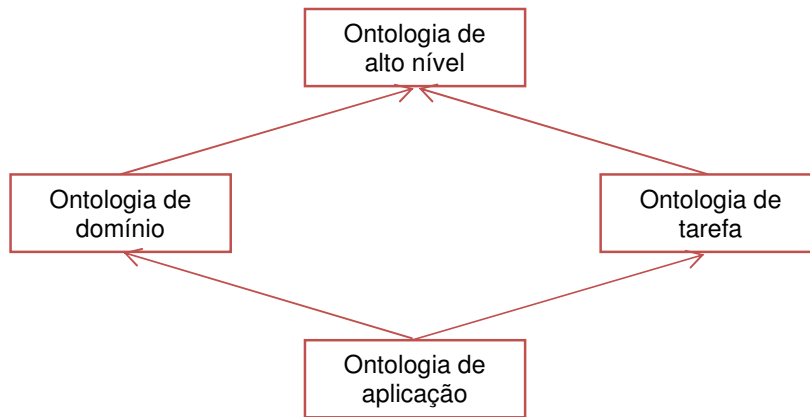 Ontologia de
alto nível
Ontologia de
domínio
Ontologia de
tarefa
Ontologia de
aplicação